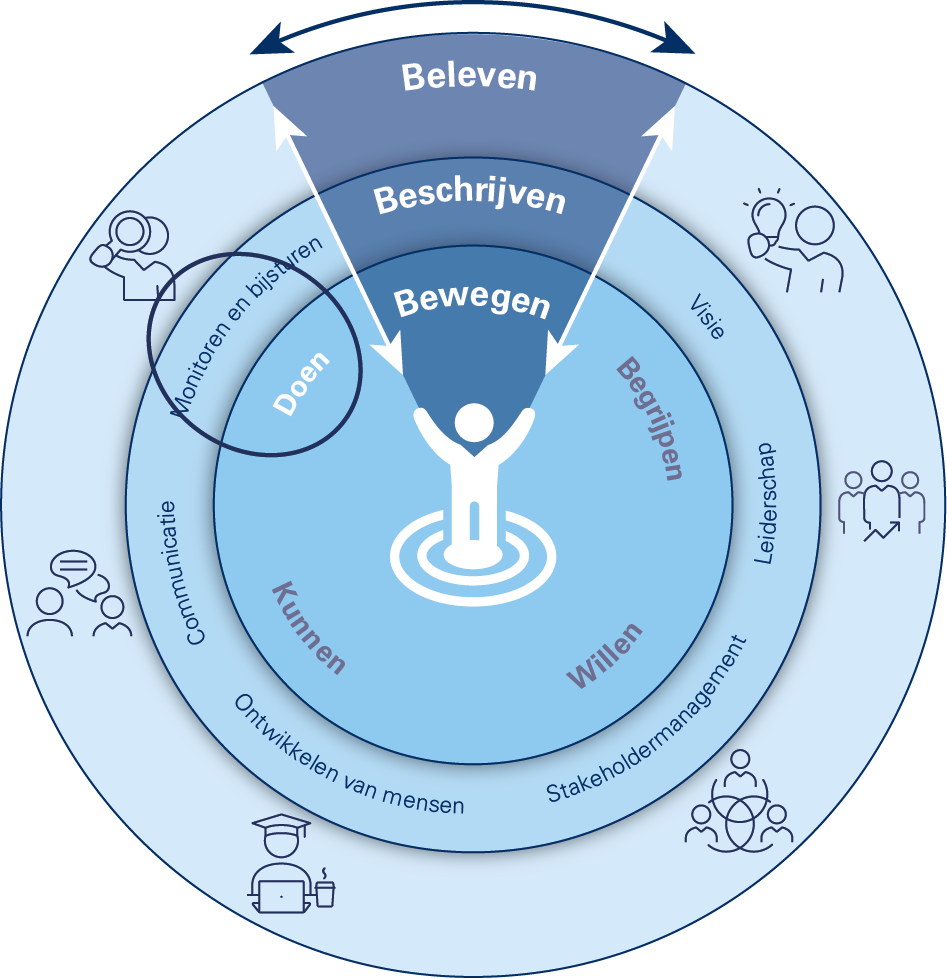 Beleven
Beschrijven
Bewegen
Visie
Leiderschap
Stakeholdermanagement
Ontwikkelen van mensen
Communicatie
Monitoren en bijsturen
Begrijpen
Willen
Kunnen
Doen